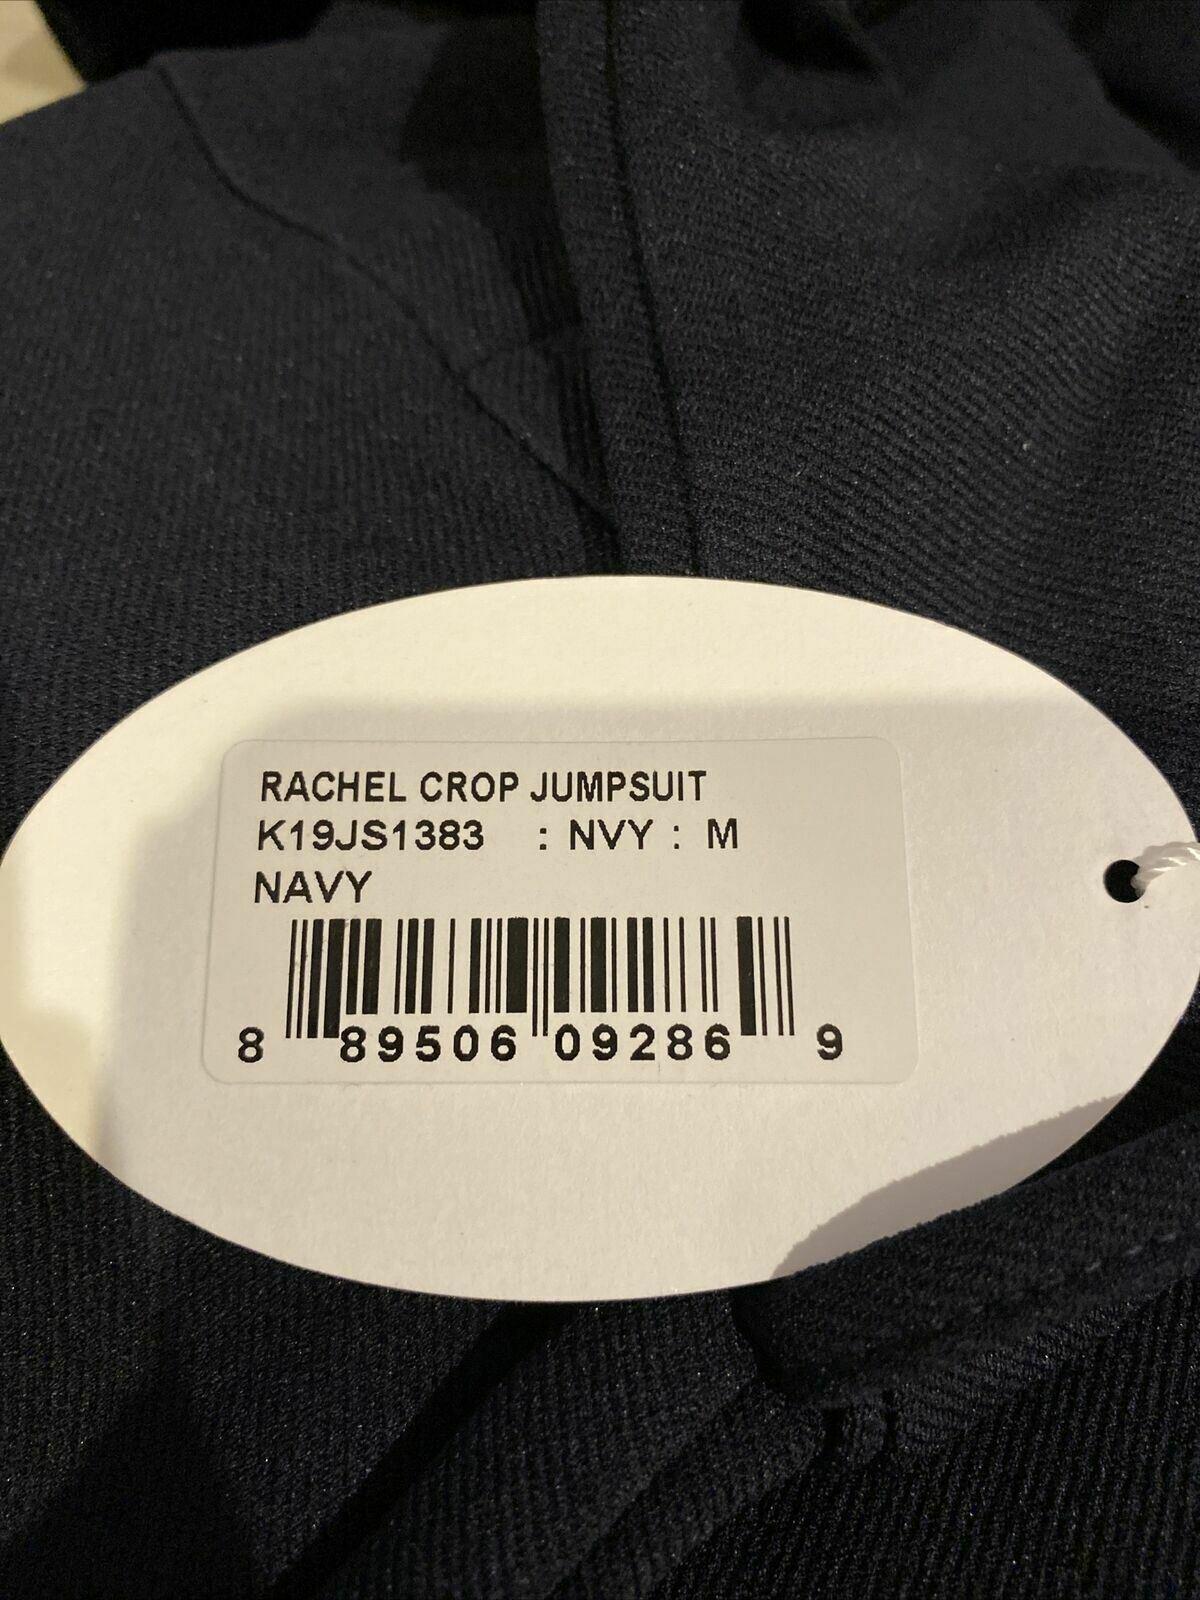 RACHEL CROP JUMPSUIT
K19JS1383 : NVY : M
NAVY
8 89506 09286 9